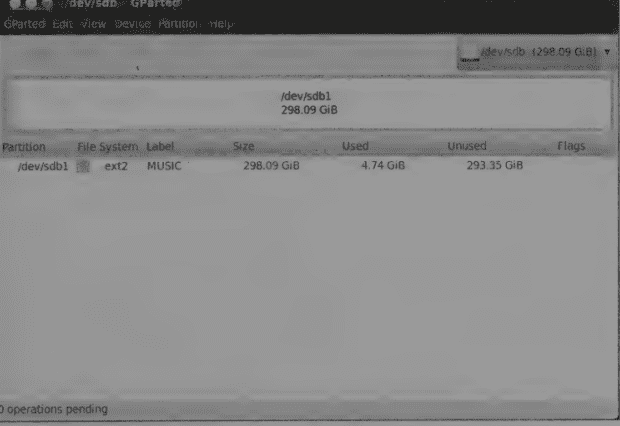 /dev/sdb - GParted
GParted Edit View Device Partition Help
/dev/sdb (298.09 GiB)
/dev/sdb1
298.09 GiB
Partition File System Label Size Used Unused Flags
/dev/sdb1 ext2 MUSIC 298.09 GiB 4.74 GiB 293.35 GiB
0 operations pending